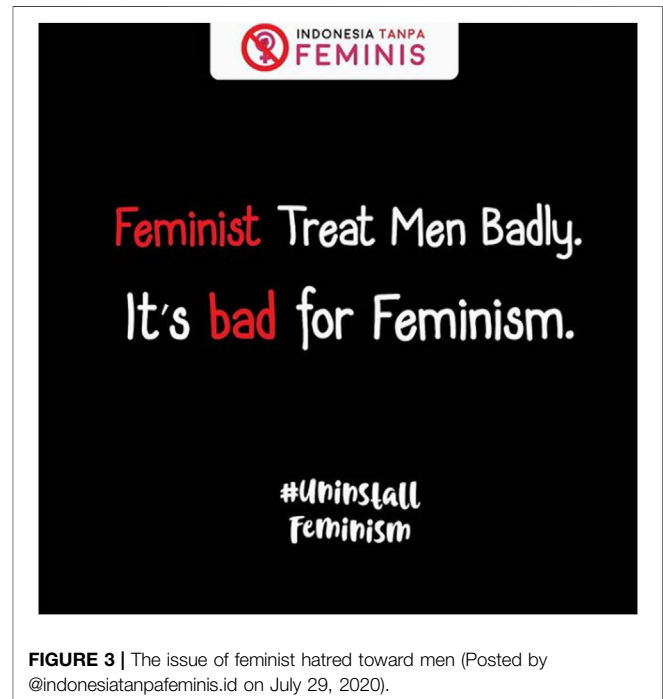 INDONESIA TANPA
FEMINIS
Feminist Treat Men Badly.
It's bad for Feminism.
#Uninstall
Feminism
FIGURE 3 | The issue of feminist hatred toward men (Posted by
@indonesiatanpafeminis.id on July 29, 2020).